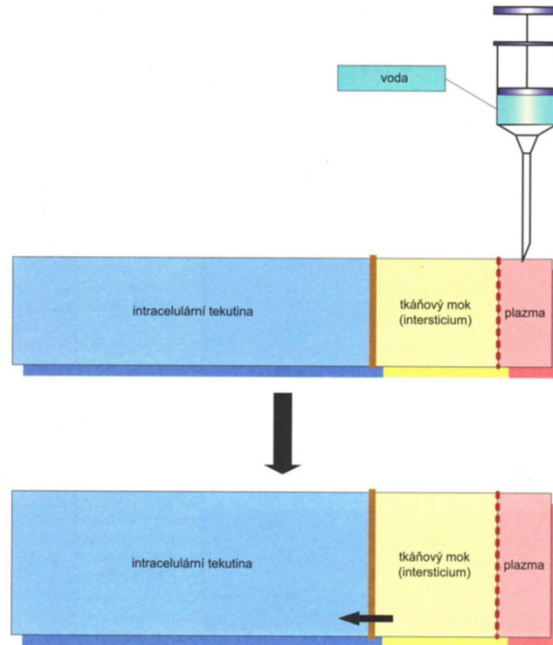 voda
intracelulární tekutina
tkáňový mok
(intersticium)
plazma
intracelulární tekutina
tkáňový mok
(intersticium)
plazma